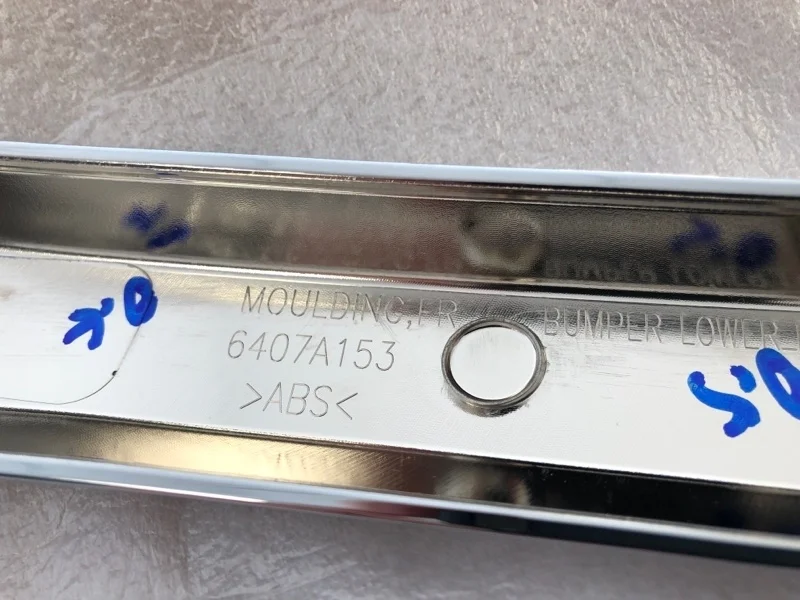 MOULDING,FR BUMPER LOWER
6407A153
>ABS<